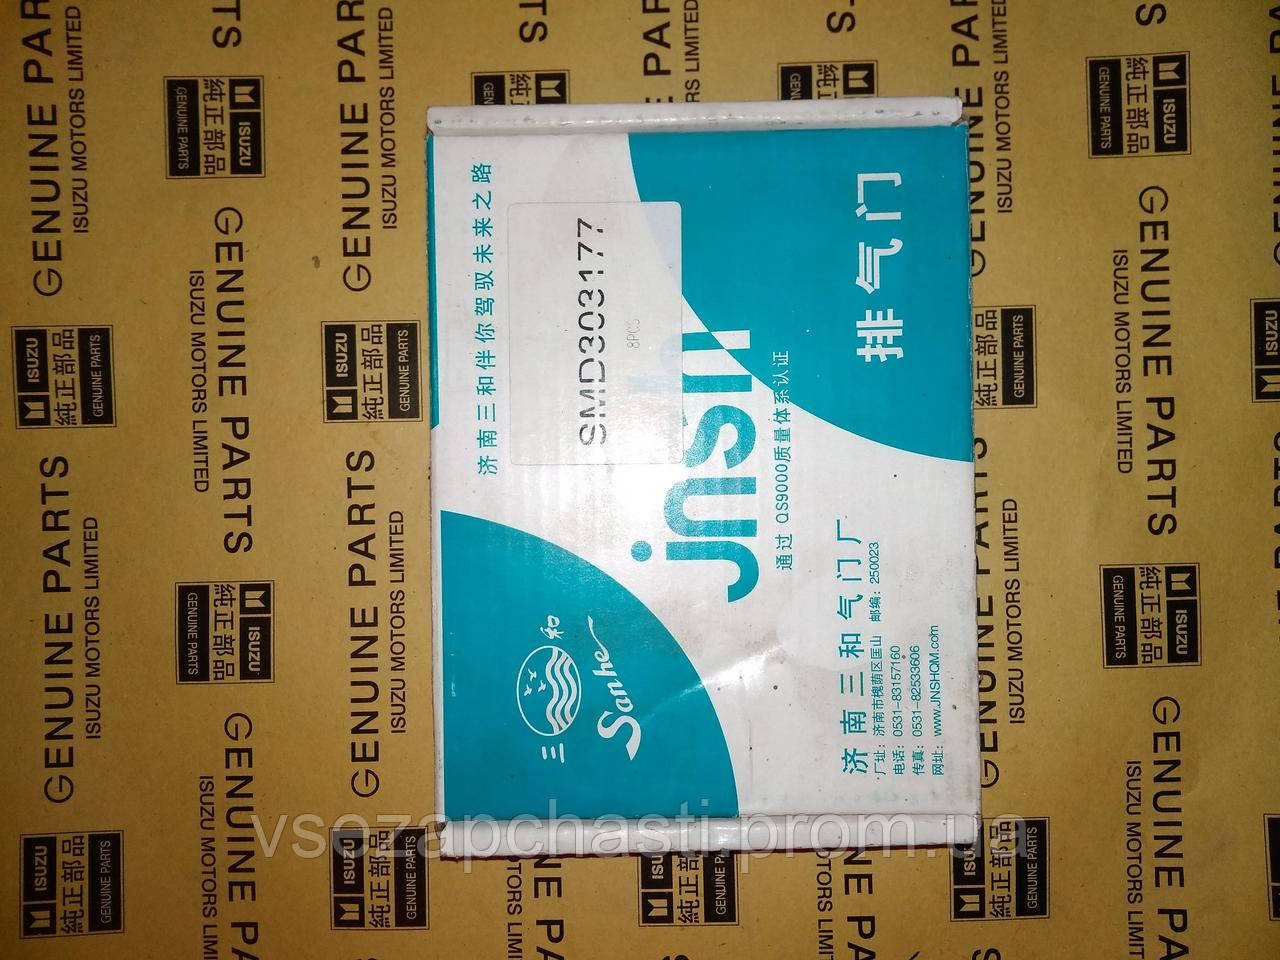 济南三和伴你驾驭未来之路
SMD303177
8PCS
jnsh
通过 QS9000质量体系认证
排气门
三
和
Sanhe
济南三和气门厂
厂址：济南市槐荫区匡山 邮编：250023
电话：0531-83157160
传真：0531-82533606
网址：www.JNSHQM.com
GENUINE PARTS
ISUZU MOTORS LIMITED
ISUZU
純正部品
GENUINE PARTS
vsezapchasti.prom.ua